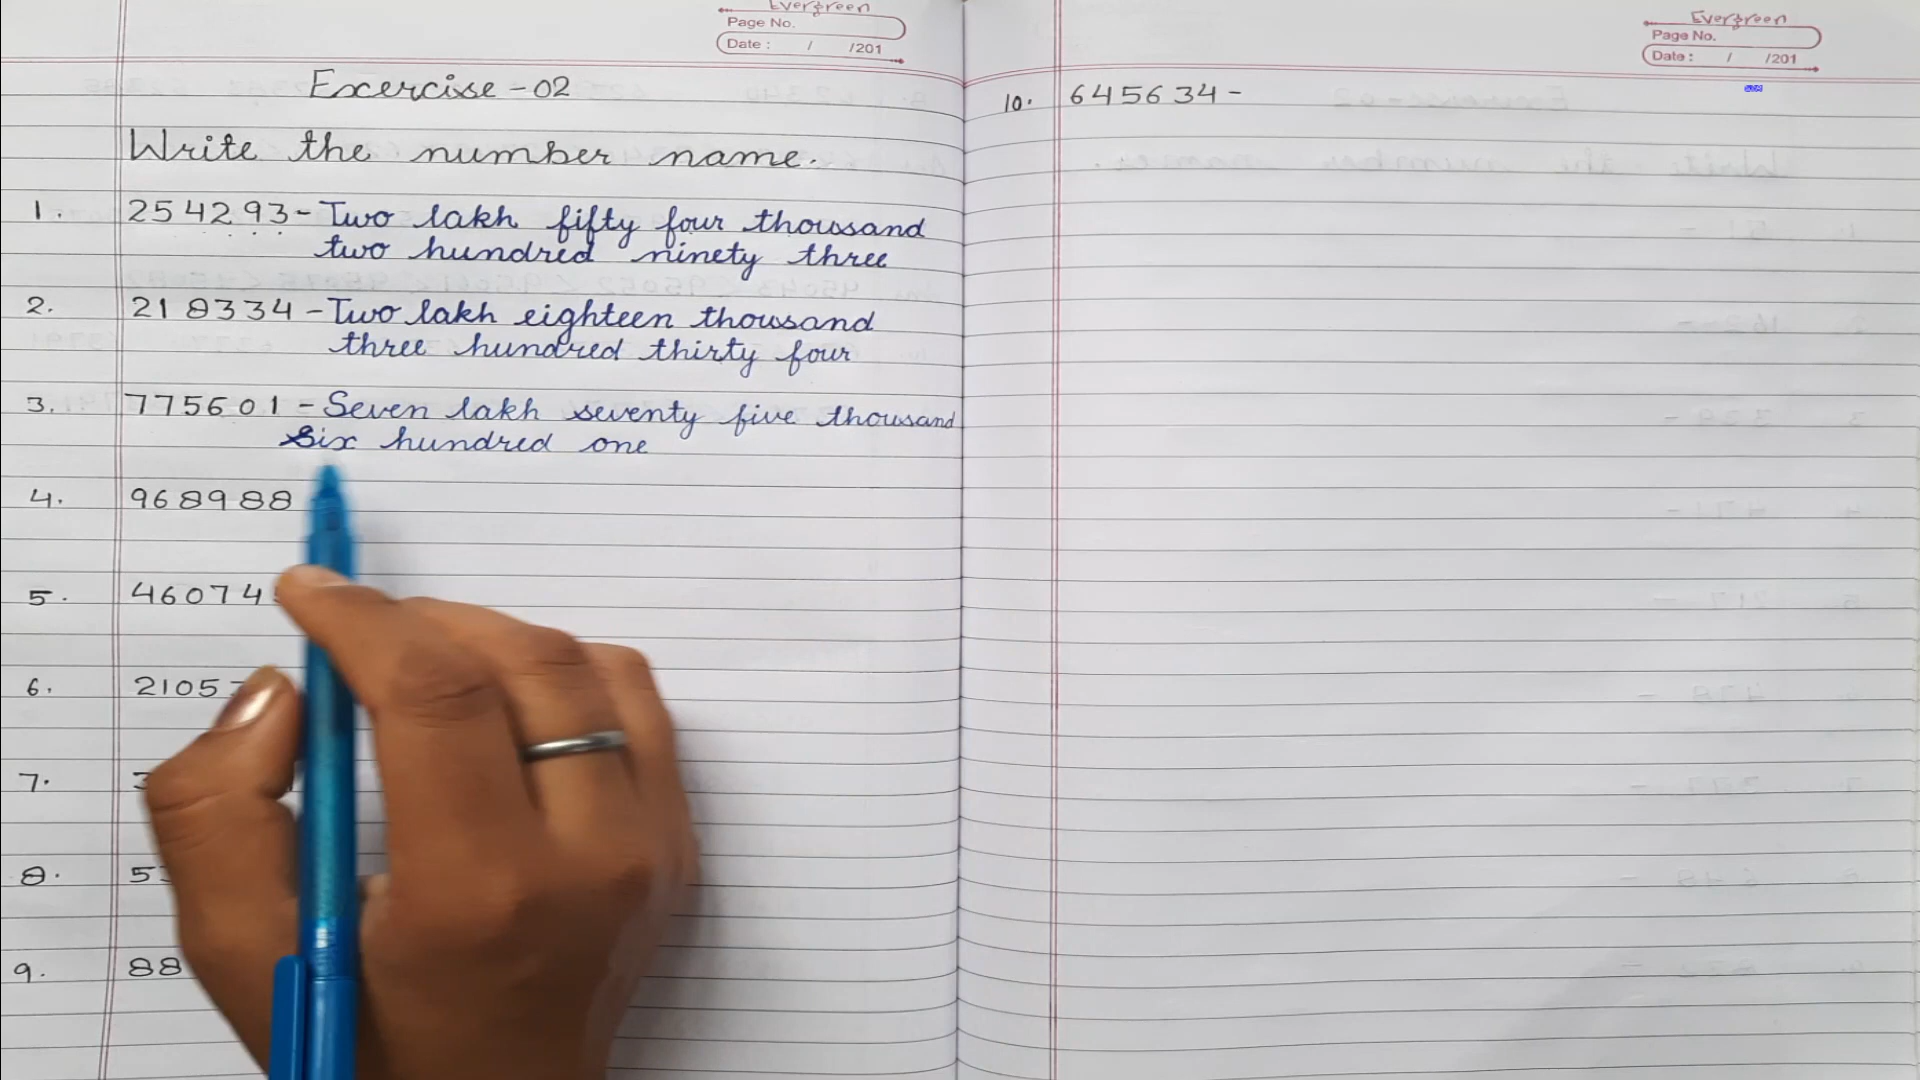 Evergreen
Page No.
Date : / /201
Excercise - 02
Write the number name.
1. 254293 - Two lakh fifty four thousand
two hundred ninety three
2. 218334 - Two lakh eighteen thousand
three hundred thirty four
3. 775601 - Seven lakh seventy five thousand
Six hundred one
4. 968988
5. 46074
6. 2105
7. 3
8. 5
9. 88
Evergreen
Page No.
Date : / /201
10. 645634 -